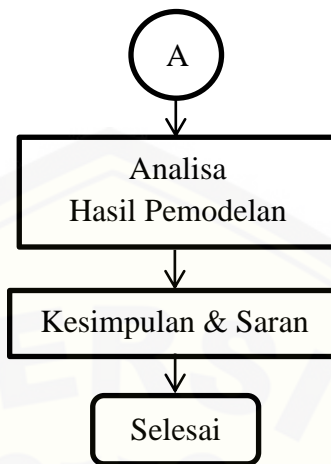 A
Analisa
Hasil Pemodelan
Kesimpulan & Saran
Selesai